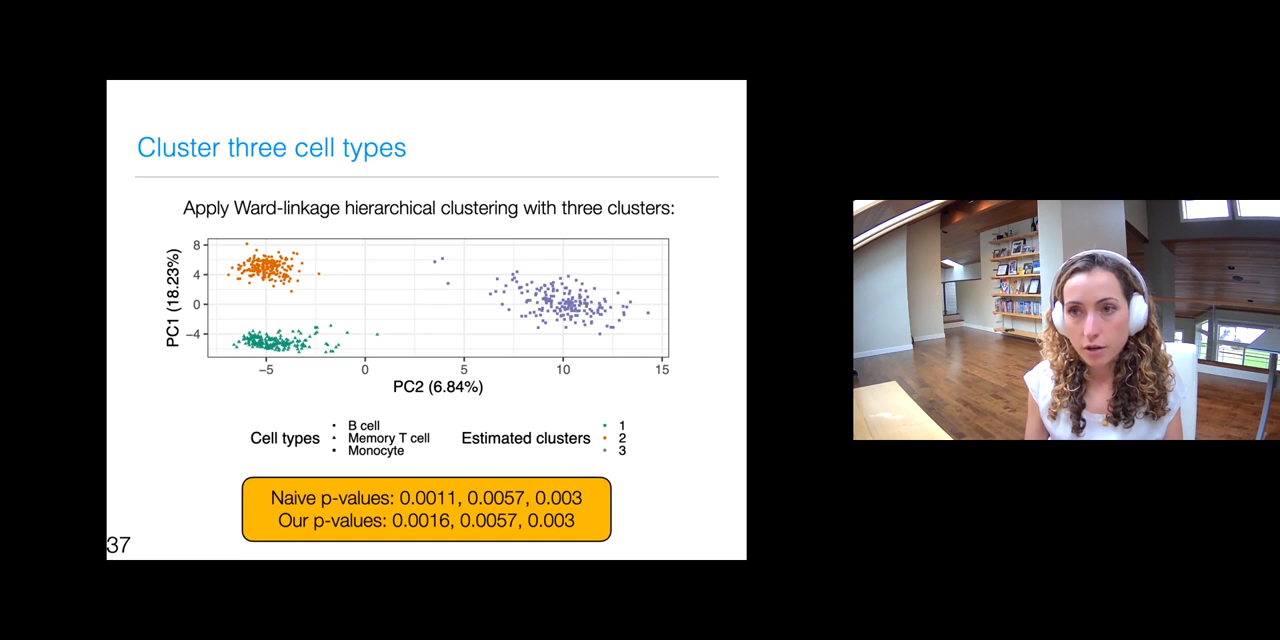 Cluster three cell types
Apply Ward-linkage hierarchical clustering with three clusters:
PC1 (18.23%)
8
4
0
−4
−5
0
5
10
15
PC2 (6.84%)
Cell types
B cell
Memory T cell
Monocyte
Estimated clusters
1
2
3
Naive p-values: 0.0011, 0.0057, 0.003
Our p-values: 0.0016, 0.0057, 0.003
37